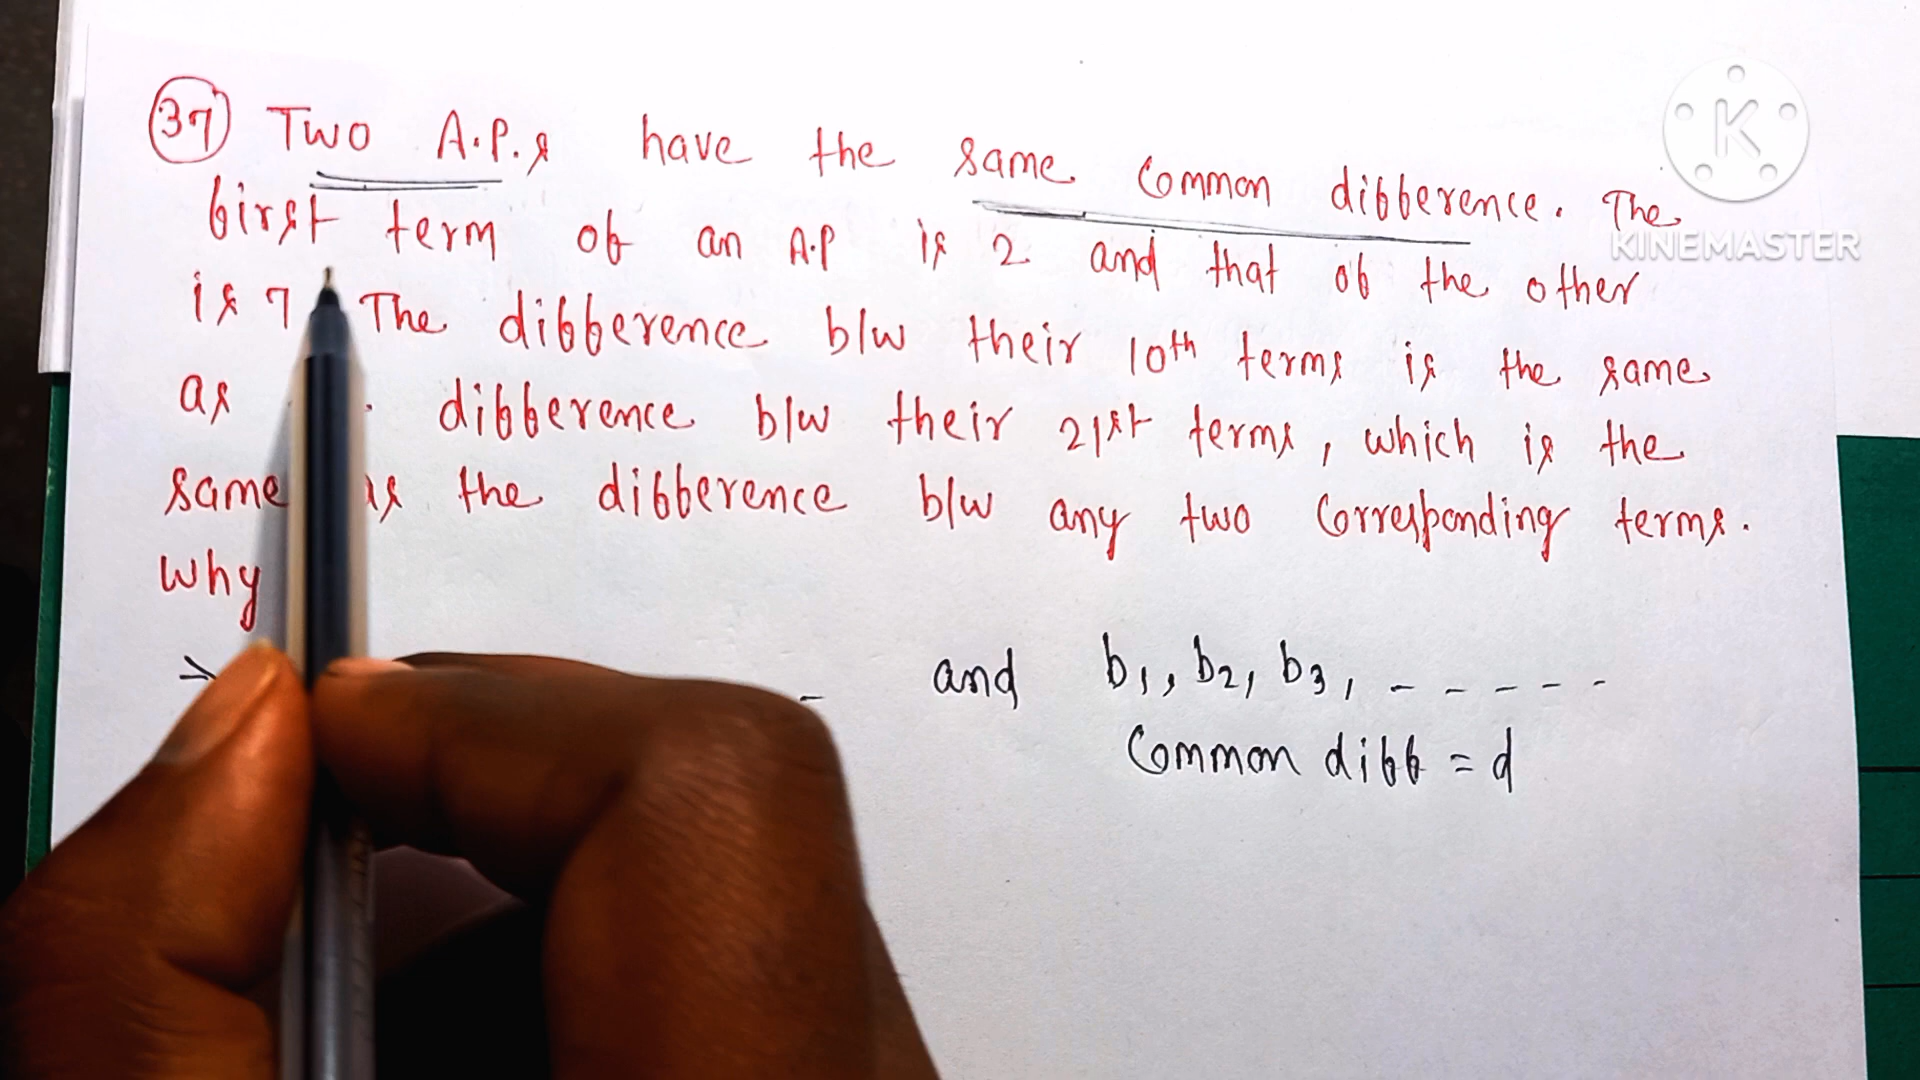 37 Two A.P.s have the same common difference. The
first term of an A.P is 2 and that of the other
is 7 The difference b/w their 10th terms is the same
as difference b/w their 21st terms, which is the
same as the difference b/w any two corresponding terms.
Why
and b1, b2, b3, - - - - -
Common diff = d
K
KINEMASTER